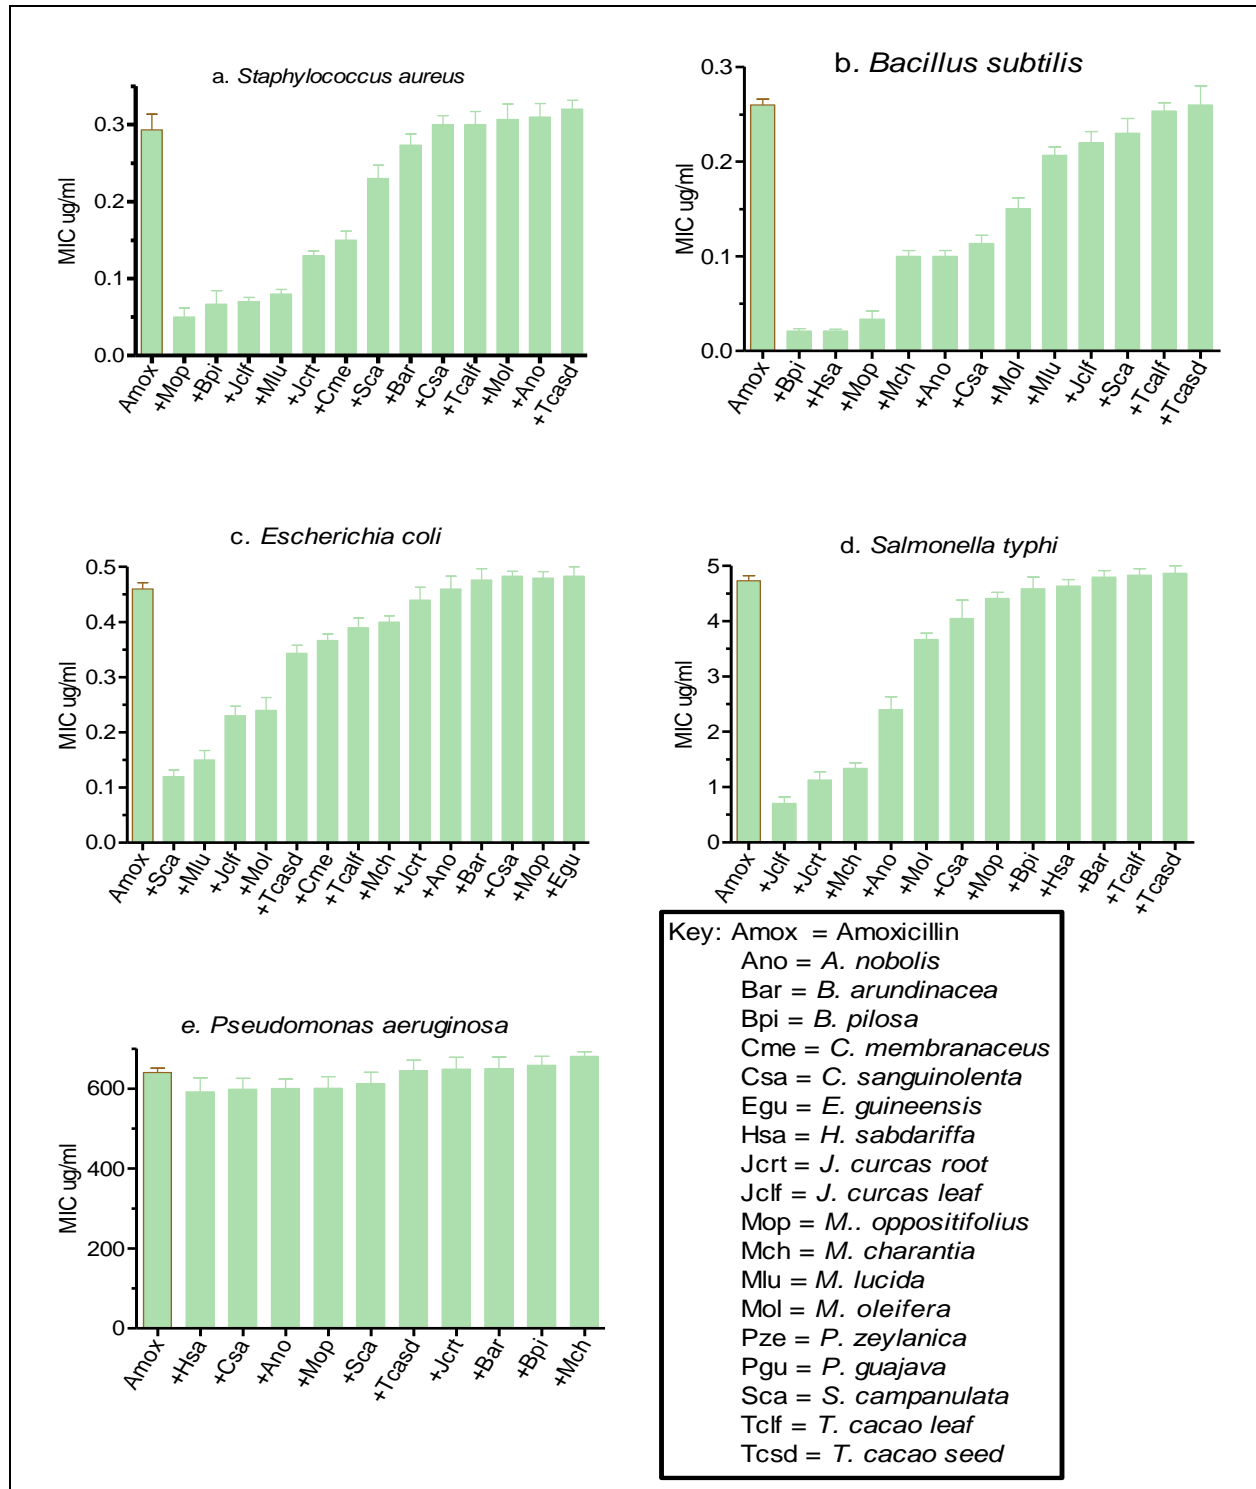 a. Staphylococcus aureus
MIC ug/ml
0.3
0.2
0.1
0.0
Amox +Mop +Bpi +Jclf +Mlu +Jcrt +Cme +Sca +Bar +Csa +Tcalf +Mol +Ano +Tcasd
b. Bacillus subtilis
MIC ug/ml
0.3
0.2
0.1
0.0
Amox +Bpi +Hsa +Mop +Mch +Ano +Csa +Mol +Mlu +Jclf +Sca +Tcalf +Tcasd
c. Escherichia coli
MIC ug/ml
0.5
0.4
0.3
0.2
0.1
0.0
Amox +Sca +Mlu +Jclf +Mol +Tcasd +Cme +Tcalf +Mch +Jcrt +Ano +Bar +Csa +Mop +Egu
d. Salmonella typhi
MIC ug/ml
5
4
3
2
1
0
Amox +Jclf +Jcrt +Mch +Ano +Mol +Csa +Mop +Bpi +Hsa +Bar +Tcalf +Tcasd
e. Pseudomonas aeruginosa
MIC ug/ml
600
400
200
0
Amox +Hsa +Csa +Ano +Mop +Sca +Tcasd +Jcrt +Bar +Bpi +Mch
Key: Amox = Amoxicillin
Ano = A. nobolis
Bar = B. arundinacea
Bpi = B. pilosa
Cme = C. membranaceus
Csa = C. sanguinolenta
Egu = E. guineensis
Hsa = H. sabdariffa
Jcrt = J. curcas root
Jclf = J. curcas leaf
Mop = M.. oppositifolius
Mch = M. charantia
Mlu = M. lucida
Mol = M. oleifera
Pze = P. zeylanica
Pgu = P. guajava
Sca = S. campanulata
Tclf = T. cacao leaf
Tcsd = T. cacao seed